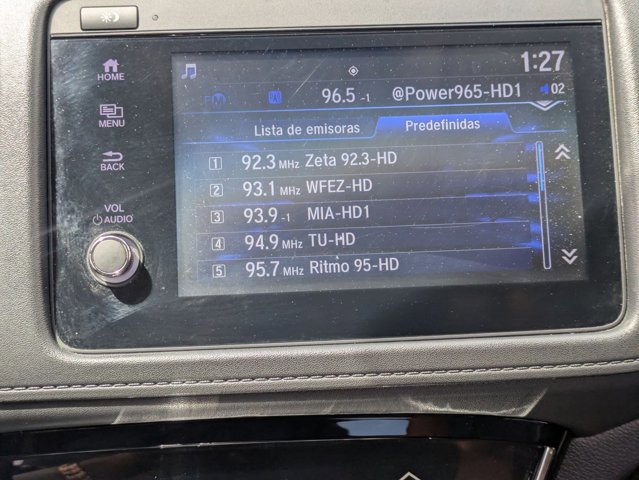 HOME
MENU
BACK
VOL
AUDIO
1:27
FM 96.5 -1 @Power965-HD1 02
Lista de emisoras Predefinidas
1 92.3 MHz Zeta 92.3-HD
2 93.1 MHz WFEZ-HD
3 93.9 -1 MIA-HD1
4 94.9 MHz TU-HD
5 95.7 MHz Ritmo 95-HD